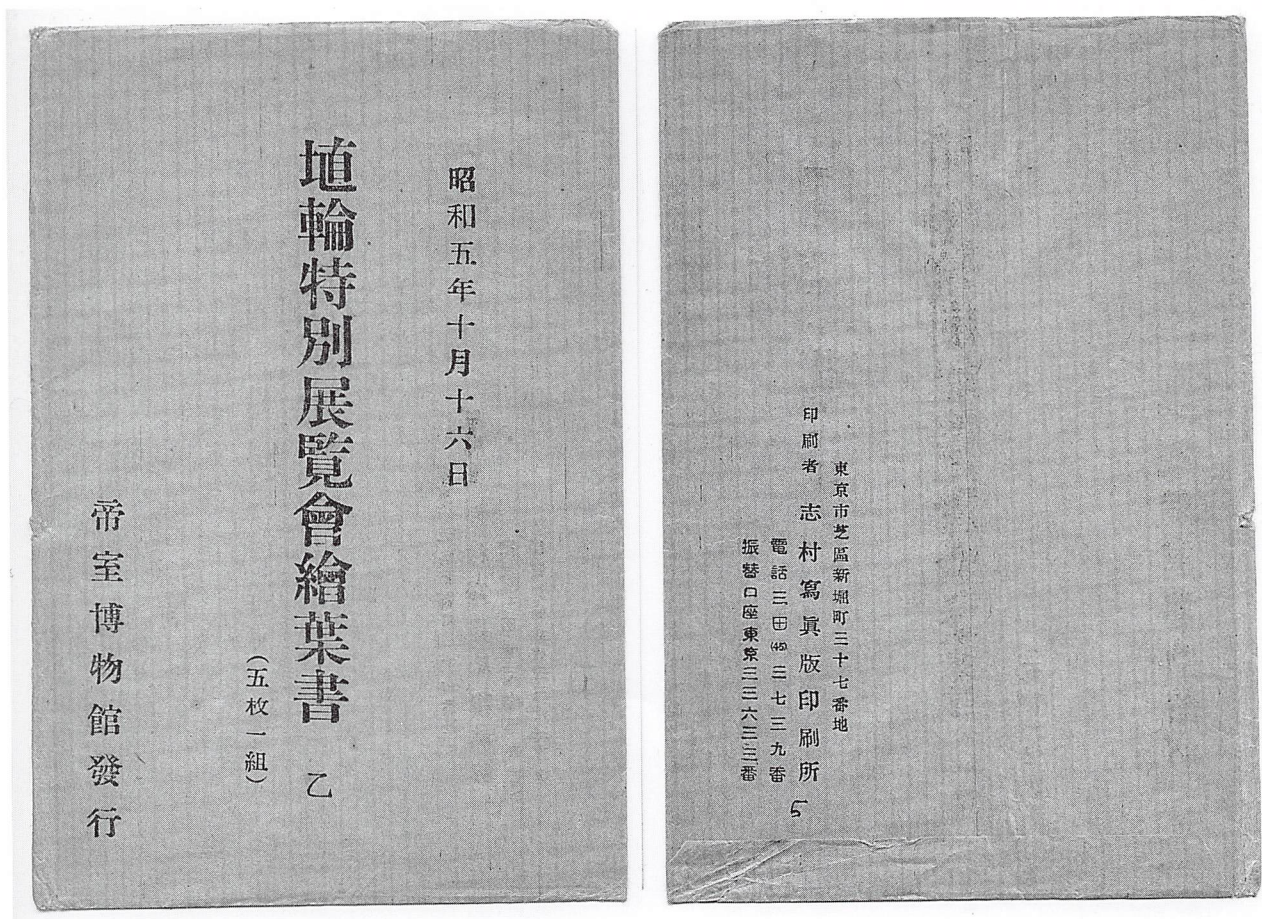 昭和五年十月十六日
埴輪特別展覧會繪葉書 乙
（五枚一組）
帝室博物館發行
東京市芝區新堀町三十七番地
印刷者 志村寫眞版印刷所
電話三田(45)三七三九番
振替口座東京三三六三三番
5